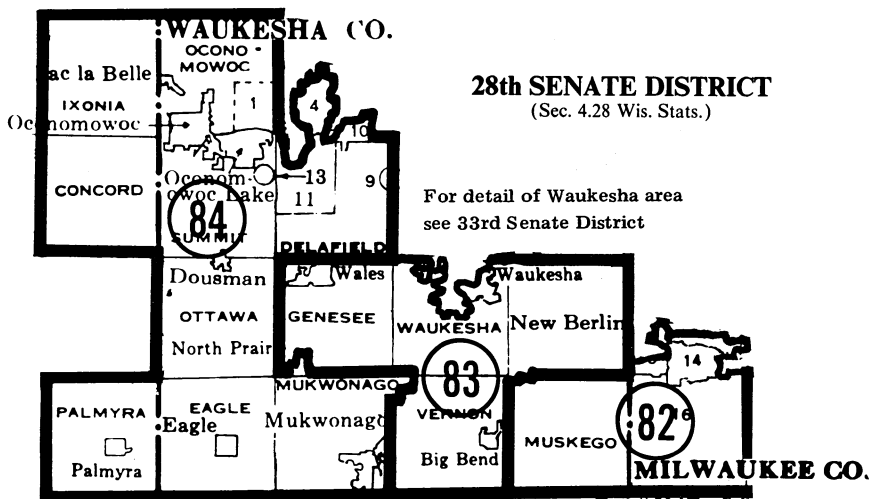 WAUKESHA CO.
28th SENATE DISTRICT
(Sec. 4.28 Wis. Stats.)
OCONO-
MOWOC
ac la Belle
IXONIA
1
4
Oconomowoc
10
CONCORD
Oconom-
owoc Lake
13
11
9
For detail of Waukesha area
see 33rd Senate District
84
SUMMIT
DELAFIELD
Dousman
Wales
Waukesha
OTTAWA
GENESEE
WAUKESHA
New Berlin
North Prair
14
MUKWONAGO
83
PALMYRA
EAGLE
Eagle
Mukwonago
VERNON
82
16
MUSKEGO
Palmyra
Big Bend
MILWAUKEE CO.